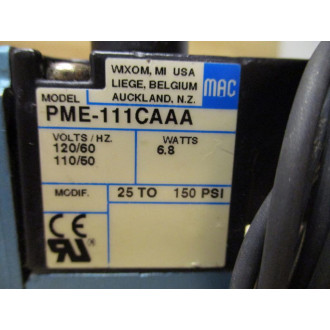 WIXOM, MI USA
LIEGE, BELGIUM
AUCKLAND, N.Z.
MAC
MODEL
PME-111CAAA
VOLTS / HZ.
WATTS
120/60
6.8
110/50
MODIF.
25 TO 150 PSI
CE
RU